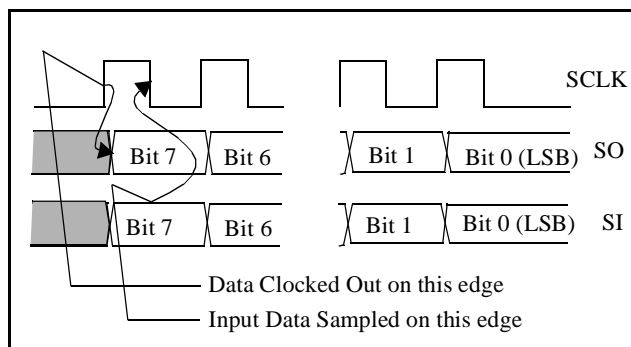 SCLK
Bit 7 Bit 6 Bit 1 Bit 0 (LSB) SO
Bit 7 Bit 6 Bit 1 Bit 0 (LSB) SI
Data Clocked Out on this edge
Input Data Sampled on this edge